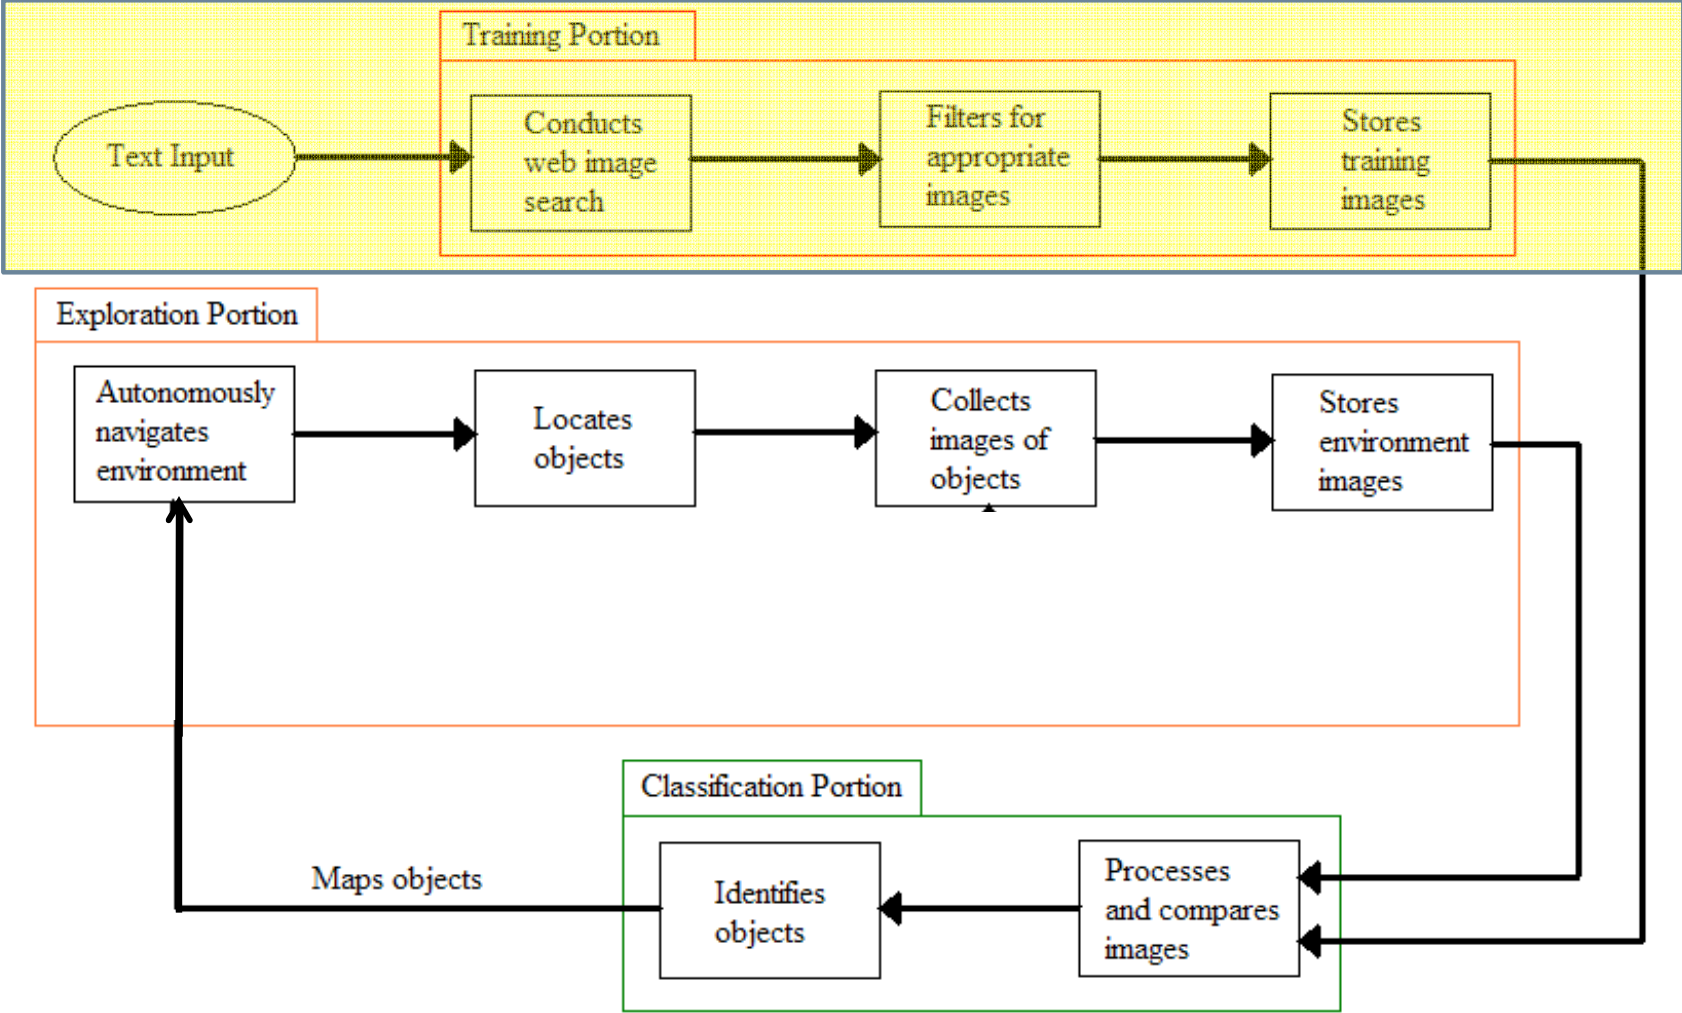 Training Portion
Text Input
Conducts
web image
search
Filters for
appropriate
images
Stores
training
images
Exploration Portion
Autonomously
navigates
environment
Locates
objects
Collects
images of
objects
Stores
environment
images
Classification Portion
Maps objects
Identifies
objects
Processes
and compares
images